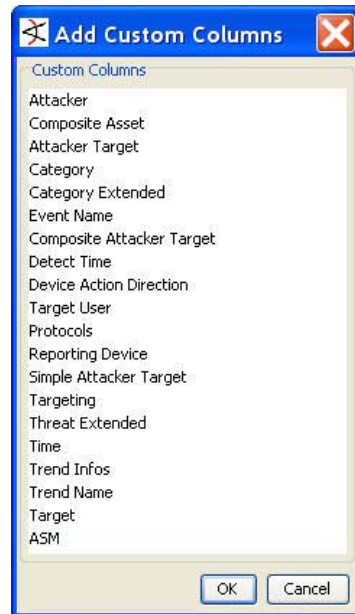 Add Custom Columns
Custom Columns
Attacker
Composite Asset
Attacker Target
Category
Category Extended
Event Name
Composite Attacker Target
Detect Time
Device Action Direction
Target User
Protocols
Reporting Device
Simple Attacker Target
Targeting
Threat Extended
Time
Trend Infos
Trend Name
Target
ASM
OK Cancel